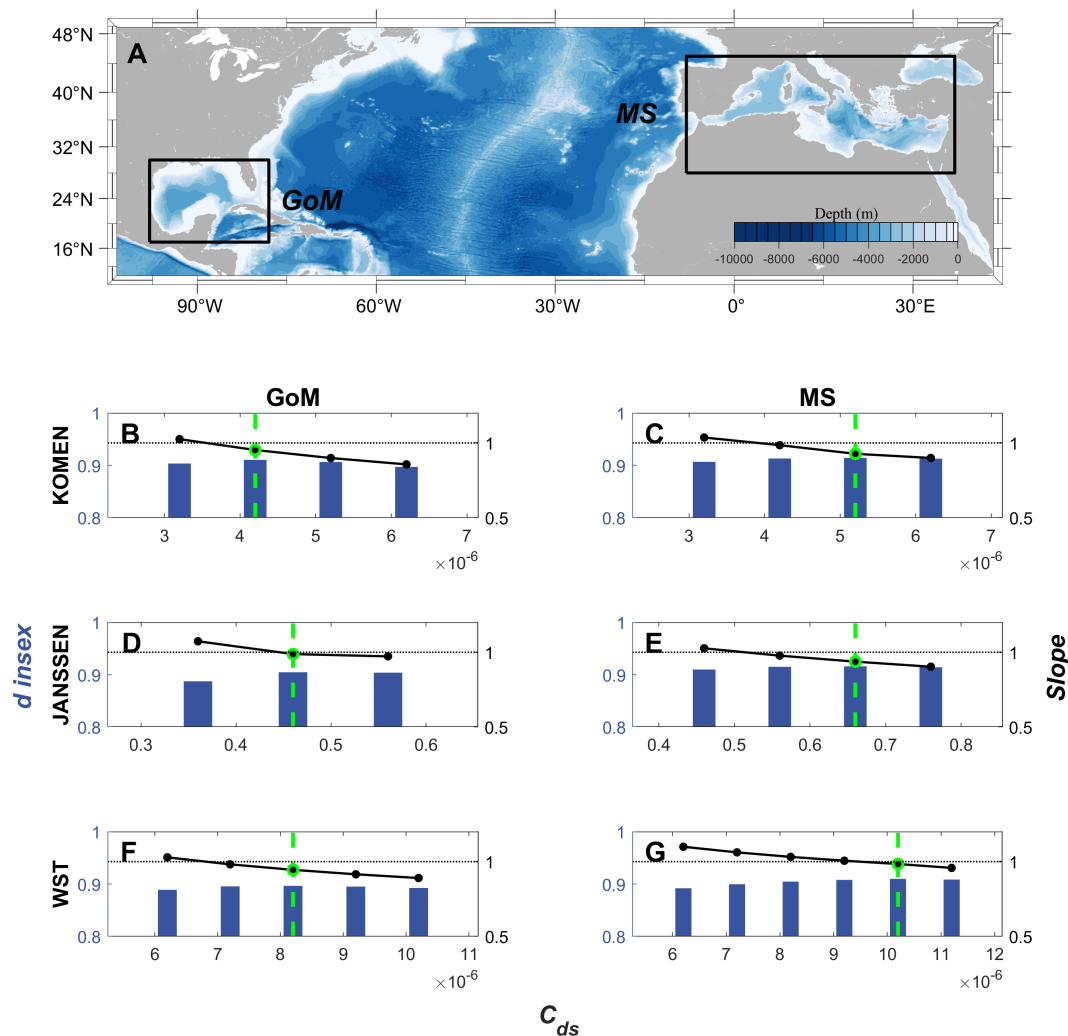 A
48°N
40°N
32°N
24°N
16°N
MS
GoM
Depth (m)
-10000 -8000 -6000 -4000 -2000 0
90°W 60°W 30°W 0° 30°E
GoM MS
KOMEN
B
1
0.9
0.8
1
0.5
3 4 5 6 7
×10⁻⁶
C
1
0.9
0.8
1
0.5
3 4 5 6 7
×10⁻⁶
d insex
JANSSEN
D
1
0.9
0.8
1
0.5
0.3 0.4 0.5 0.6
E
1
0.9
0.8
1
0.5
0.4 0.5 0.6 0.7 0.8
Slope
WST
F
1
0.9
0.8
1
0.5
6 7 8 9 10 11
×10⁻⁶
G
1
0.9
0.8
1
0.5
6 7 8 9 10 11 12
×10⁻⁶
C_ds